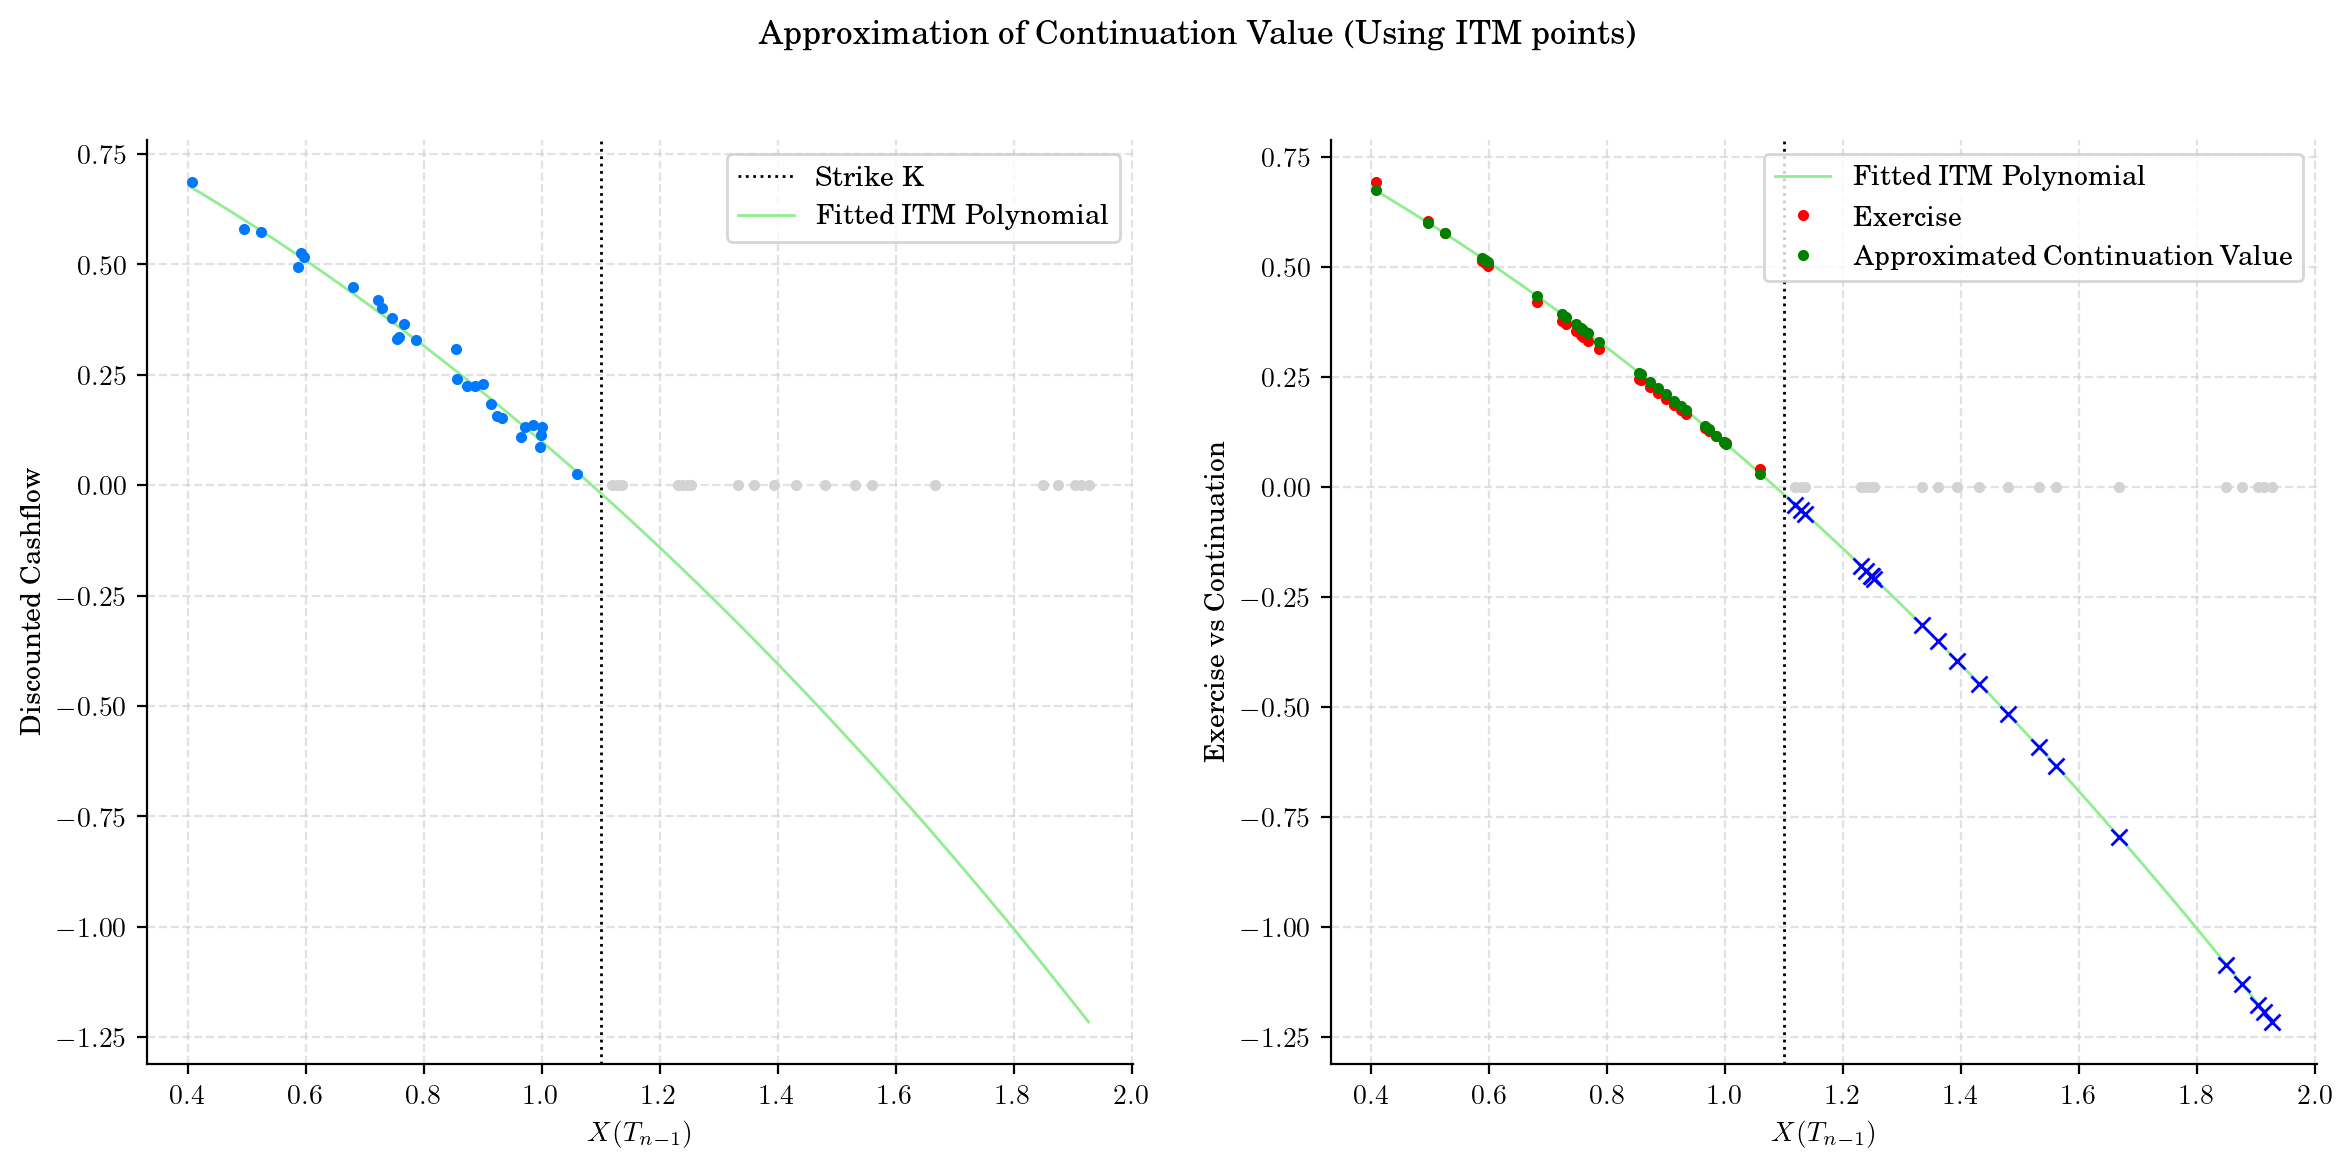 Approximation of Continuation Value (Using ITM points)
Discounted Cashflow
0.75
0.50
0.25
0.00
−0.25
−0.50
−0.75
−1.00
−1.25
Strike K
Fitted ITM Polynomial
0.4 0.6 0.8 1.0 1.2 1.4 1.6 1.8 2.0
X(Tₙ₋₁)
Exercise vs Continuation
0.75
0.50
0.25
0.00
−0.25
−0.50
−0.75
−1.00
−1.25
Fitted ITM Polynomial
Exercise
Approximated Continuation Value
0.4 0.6 0.8 1.0 1.2 1.4 1.6 1.8 2.0
X(Tₙ₋₁)